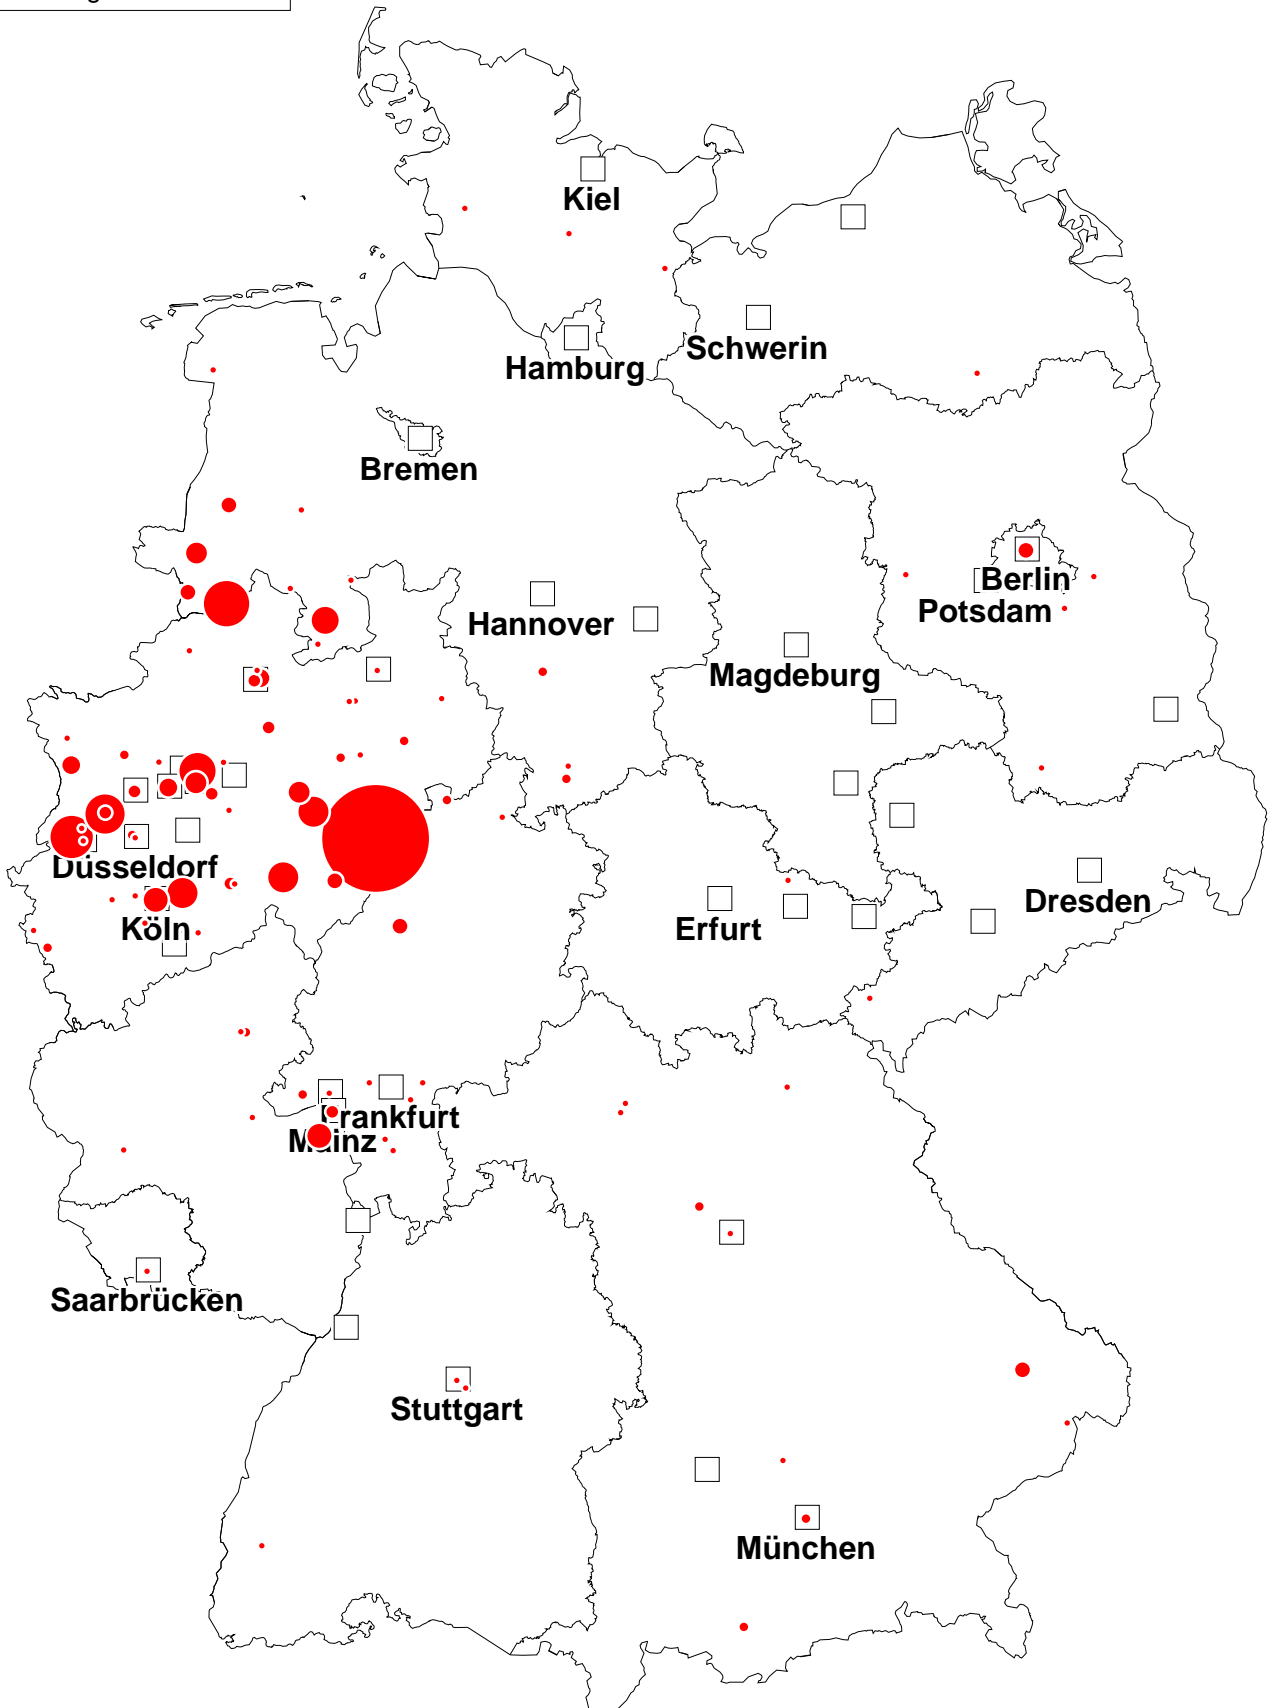 Kiel
Schwerin
Hamburg
Bremen
Berlin
Potsdam
Hannover
Magdeburg
Düsseldorf
Dresden
Köln
Erfurt
Frankfurt
Mainz
Saarbrücken
Stuttgart
München